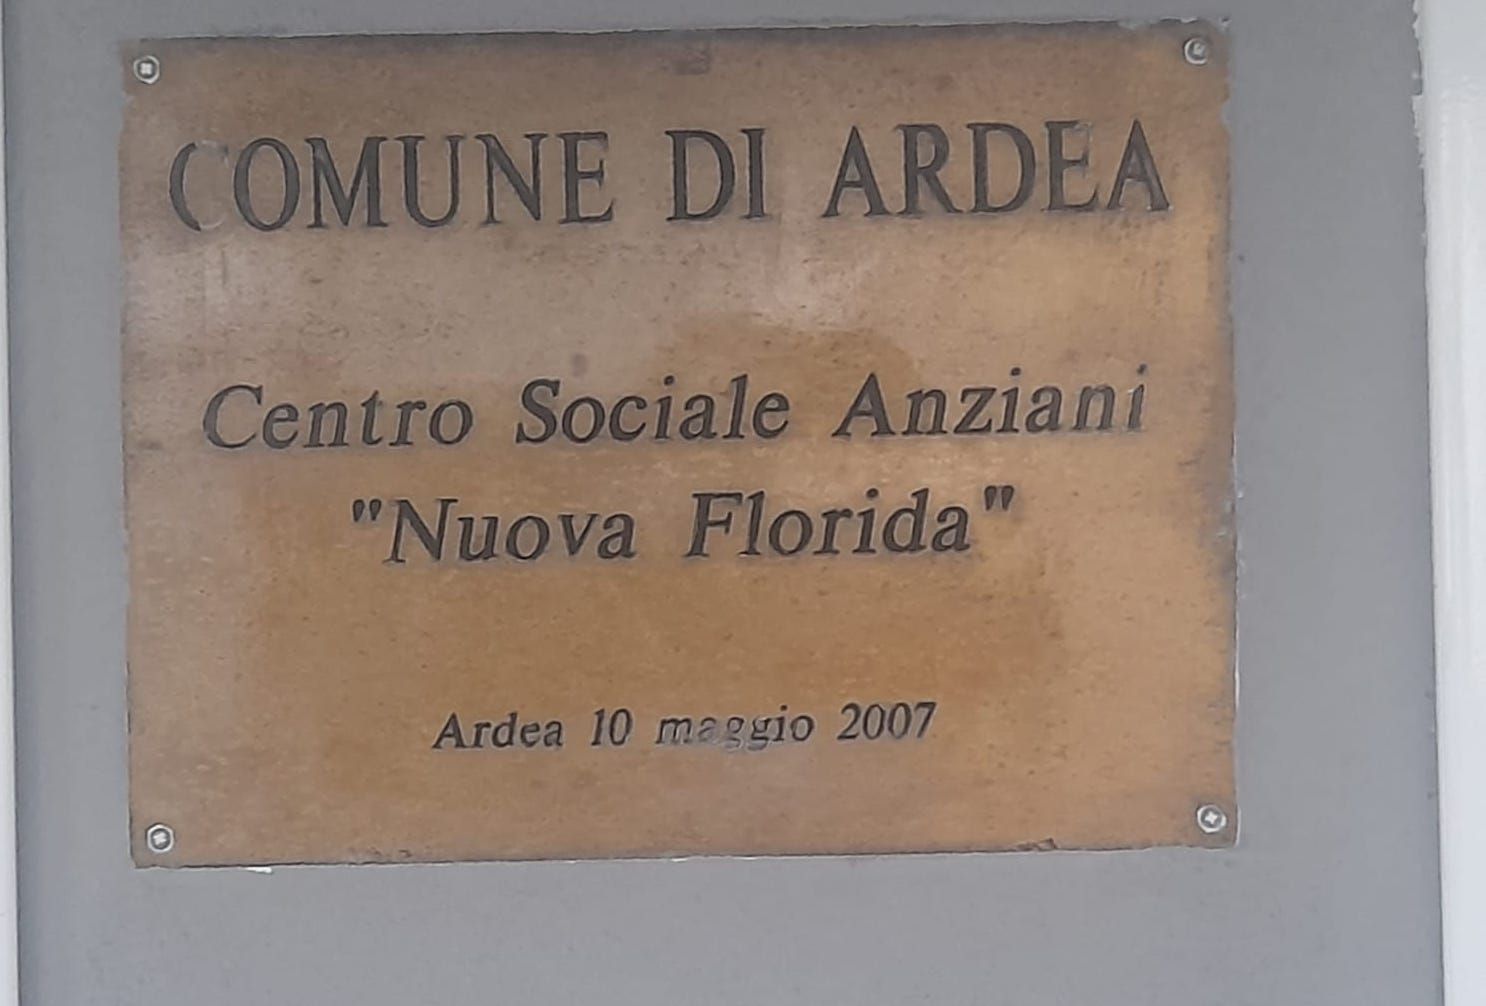 COMUNE DI ARDEA
Centro Sociale Anziani
"Nuova Florida"
Ardea 10 maggio 2007